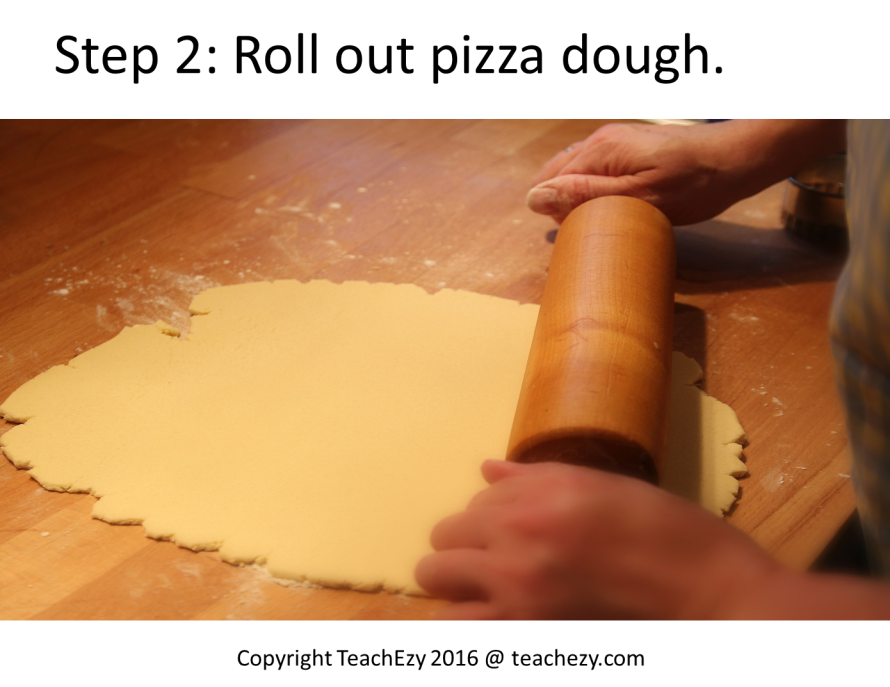 Step 2: Roll out pizza dough.
Copyright TeachEzy 2016 @ teachezy.com